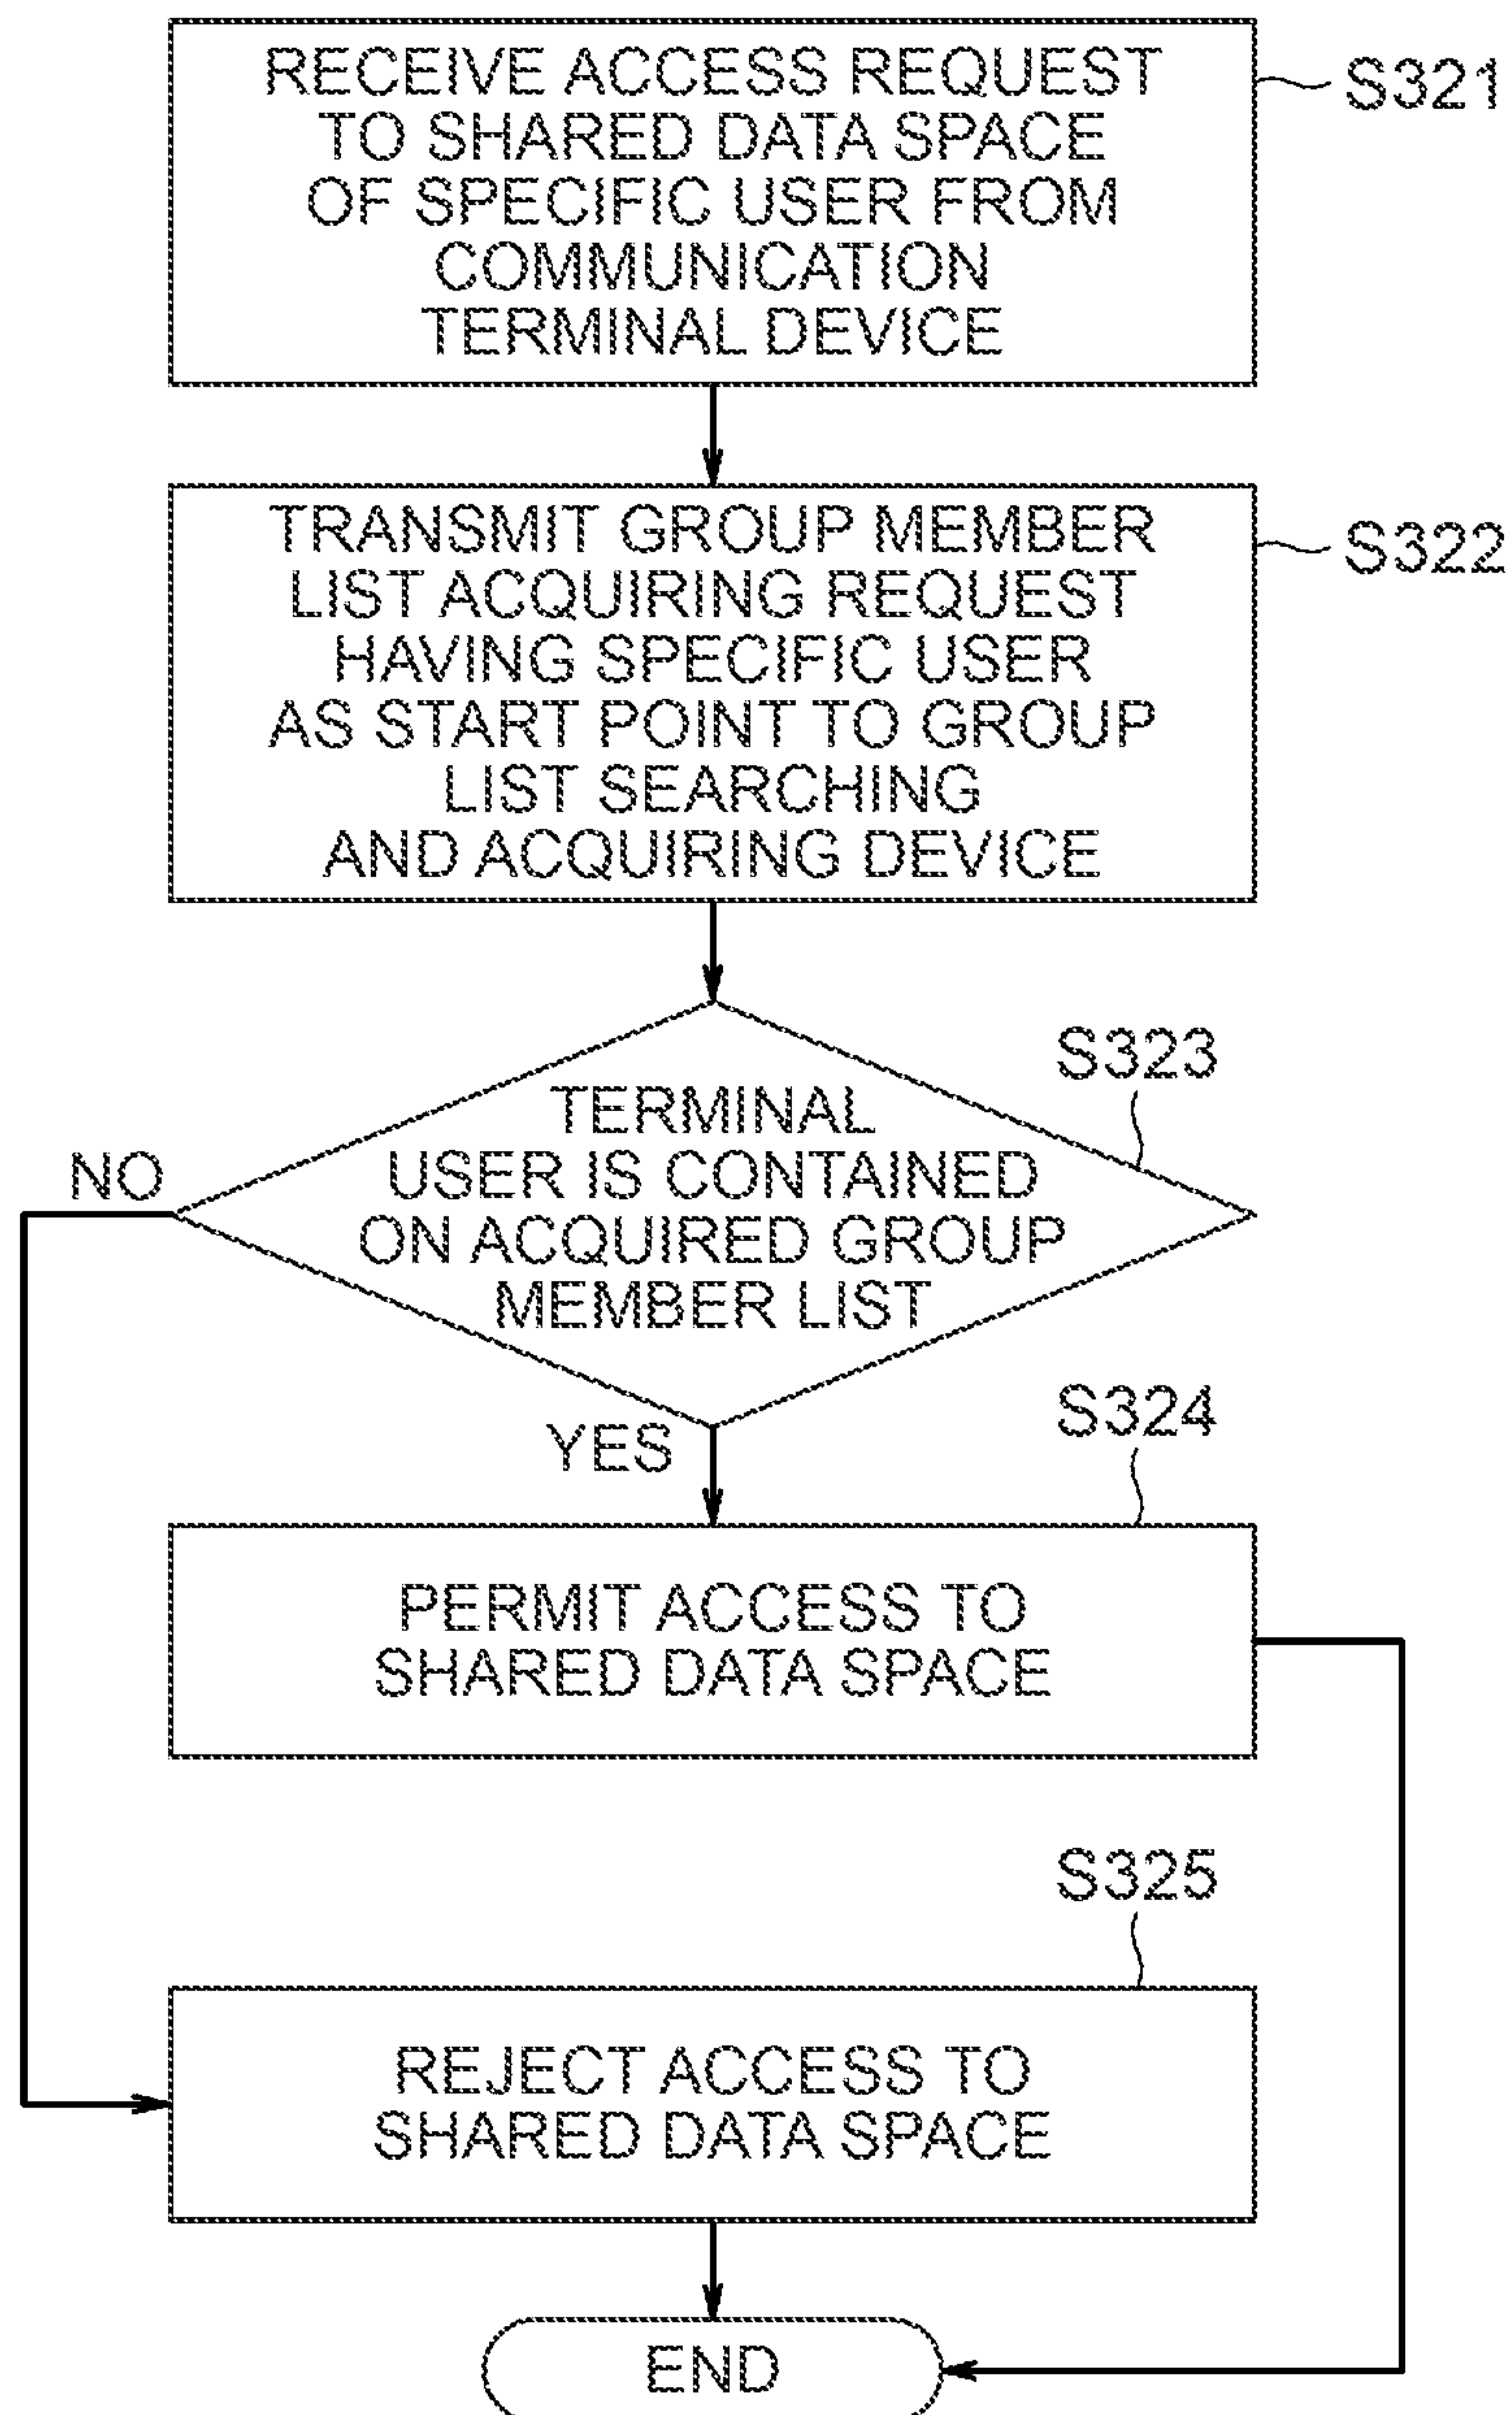 RECEIVE ACCESS REQUEST
TO SHARED DATA SPACE
OF SPECIFIC USER FROM
COMMUNICATION
TERMINAL DEVICE
S321
TRANSMIT GROUP MEMBER
LIST ACQUIRING REQUEST
HAVING SPECIFIC USER
AS START POINT TO GROUP
LIST SEARCHING
AND ACQUIRING DEVICE
S322
S323
TERMINAL
USER IS CONTAINED
ON ACQUIRED GROUP
MEMBER LIST
NO
YES
S324
PERMIT ACCESS TO
SHARED DATA SPACE
S325
REJECT ACCESS TO
SHARED DATA SPACE
END